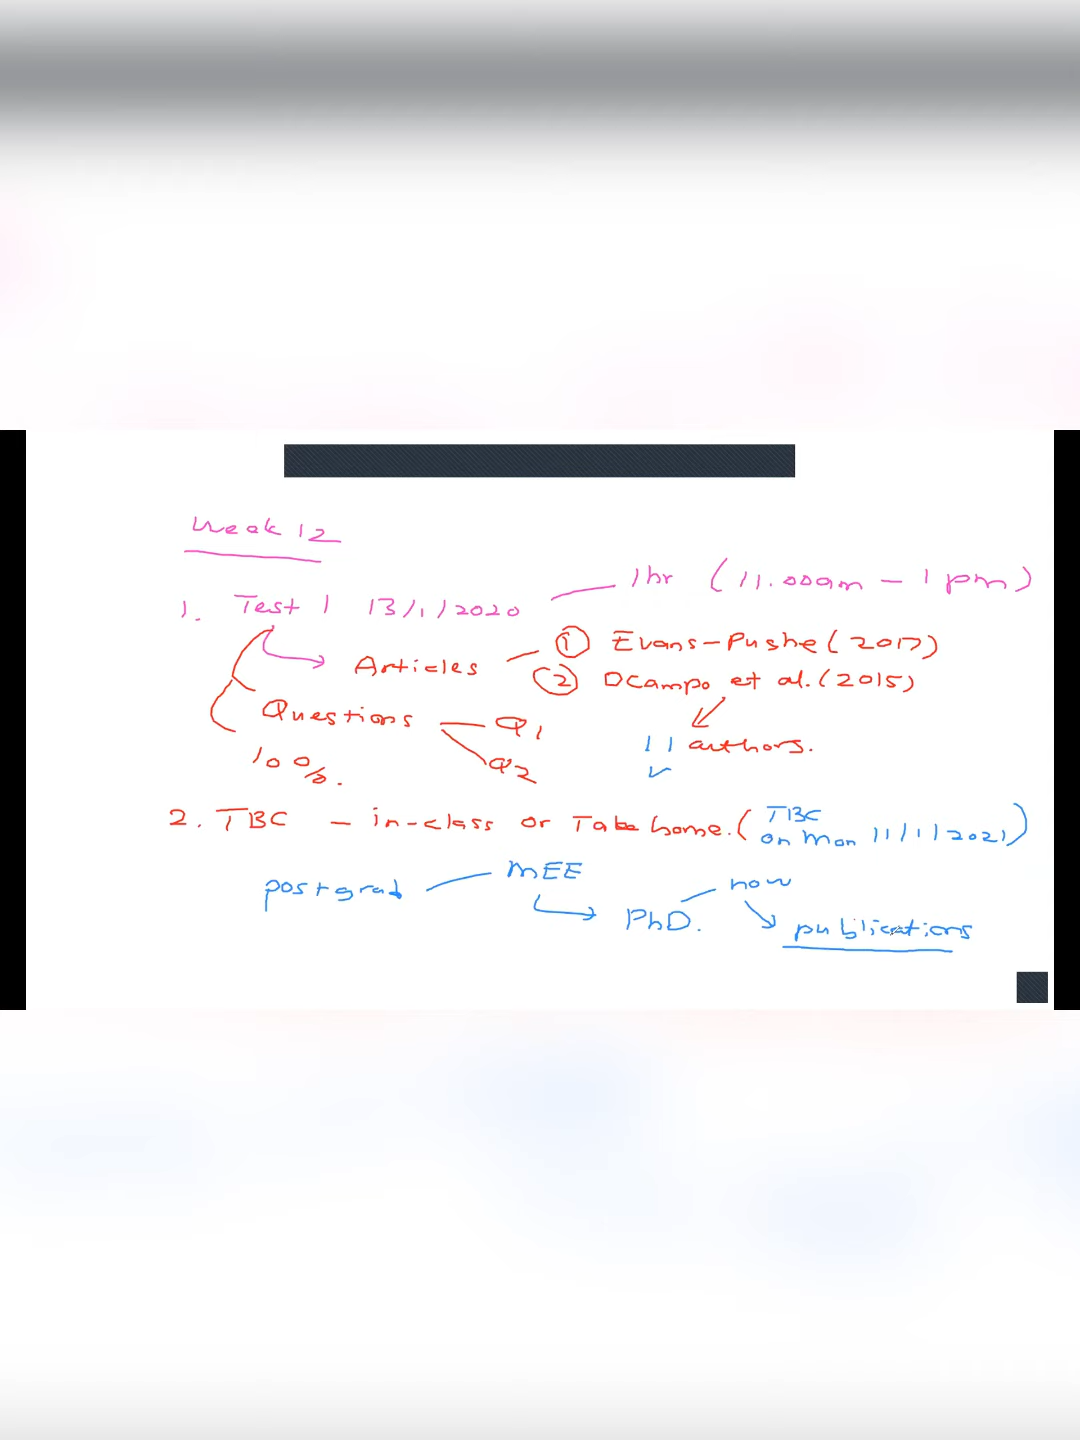 Week 12
1. Test 1 13/1/2020 1hr (11.00am - 1pm)
Articles ① Evans-Pushe (2017)
② Ocampo et al. (2015)
Questions Q1
11 authors.
10%. Q2
2. TBC - in-class or Take home. (TBC
on Mon 11/1/2021)
postgrad MEE now
PhD. publications